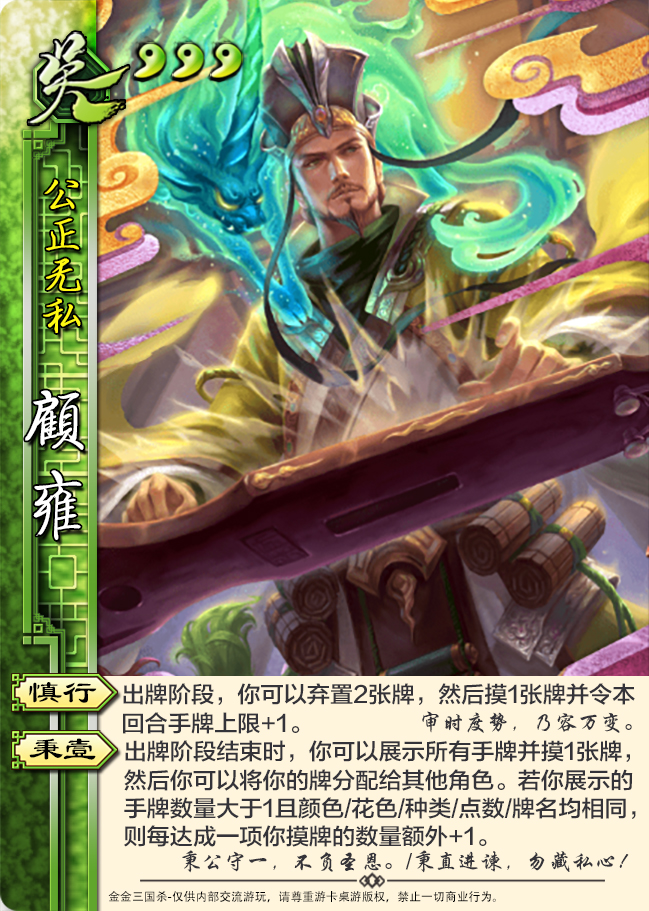 吴
公正无私
顧雍
慎行
出牌阶段，你可以弃置2张牌，然后摸1张牌并令本
回合手牌上限+1。
审时度势，乃容万变。
秉壹
出牌阶段结束时，你可以展示所有手牌并摸1张牌，
然后你可以将你的牌分配给其他角色。若你展示的
手牌数量大于1且颜色/花色/种类/点数/牌名均相同，
则每达成一项你摸牌的数量额外+1。
秉公守一，不负圣恩。/秉直进谏，勿藏私心！
金金三国杀-仅供内部交流游玩，请尊重游卡桌游版权，禁止一切商业行为。